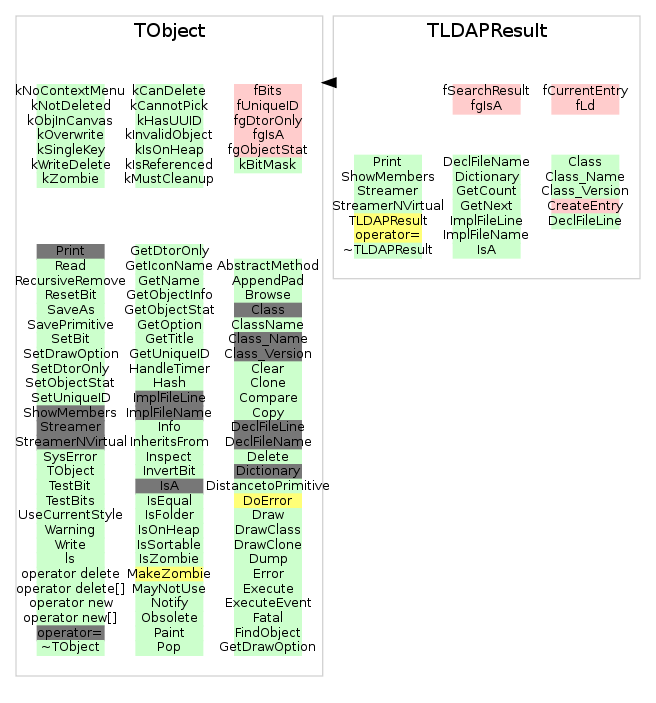 TObject
kNoContextMenu kCanDelete fBits
kNotDeleted kCannotPick fUniqueID
kObjInCanvas kHasUUID fgDtorOnly
kOverwrite kInvalidObject fgIsA
kSingleKey kIsOnHeap fgObjectStat
kWriteDelete kIsReferenced kBitMask
kZombie kMustCleanup
Print GetDtorOnly
Read GetIconName AbstractMethod
RecursiveRemove GetName AppendPad
ResetBit GetObjectInfo Browse
SaveAs GetObjectStat Class
SavePrimitive GetOption ClassName
SetBit GetTitle Class_Name
SetDrawOption GetUniqueID Class_Version
SetDtorOnly HandleTimer Clear
SetObjectStat Hash Clone
SetUniqueID ImplFileLine Compare
ShowMembers ImplFileName Copy
Streamer Info DeclFileLine
StreamerNVirtual InheritsFrom DeclFileName
SysError Inspect Delete
TObject InvertBit Dictionary
TestBit IsA DistancetoPrimitive
TestBits IsEqual DoError
UseCurrentStyle IsFolder Draw
Warning IsOnHeap DrawClass
Write IsSortable DrawClone
ls IsZombie Dump
operator delete MakeZombie Error
operator delete[] MayNotUse Execute
operator new Notify ExecuteEvent
operator new[] Obsolete Fatal
operator= Paint FindObject
~TObject Pop GetDrawOption
TLDAPResult
fSearchResult fCurrentEntry
fgIsA fLd
Print DeclFileName Class
ShowMembers Dictionary Class_Name
Streamer GetCount Class_Version
StreamerNVirtual GetNext CreateEntry
TLDAPResult ImplFileLine DeclFileLine
operator= ImplFileName
~TLDAPResult IsA